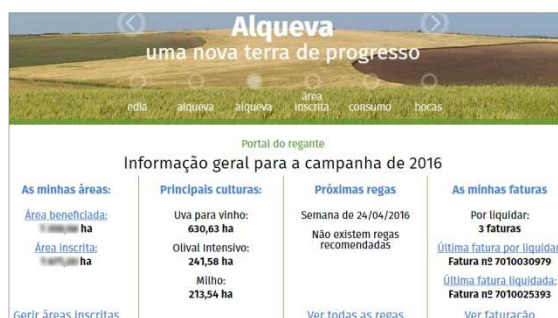 Alqueva
uma nova terra de progresso
edia alqueva alqueva área inscrita consumo bocas
Portal do regante
Informação geral para a campanha de 2016
As minhas áreas:
Área beneficiada:
ha
Área inscrita:
ha
Gerir áreas inscritas
Principais culturas:
Uva para vinho:
630,63 ha
Olival Intensivo:
241,58 ha
Milho:
213,54 ha
Próximas regas
Semana de 24/04/2016
Não existem regas
recomendadas
Ver todas as regas
As minhas faturas
Por liquidar:
3 faturas
Última fatura por liquidar
Fatura nº 7010030979
Última fatura liquidada:
Fatura nº 7010025393
Ver faturação